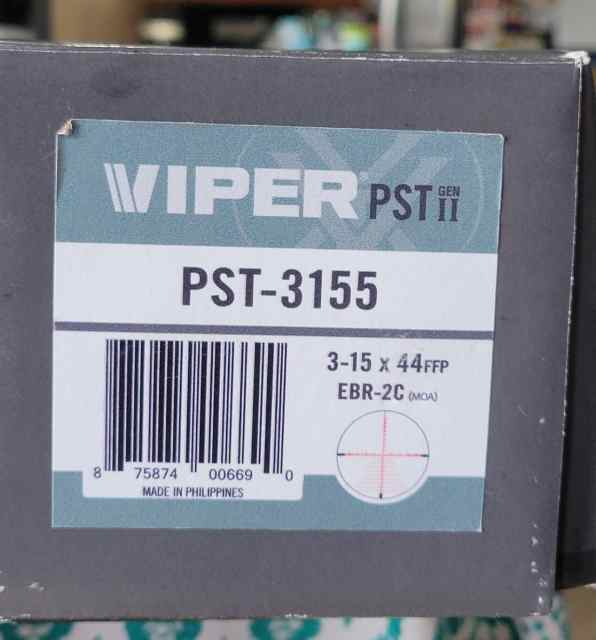 VIPER® PST GEN II
PST-3155
3-15 x 44 FFP
EBR-2C (MOA)
8 75874 00669 0
MADE IN PHILIPPINES